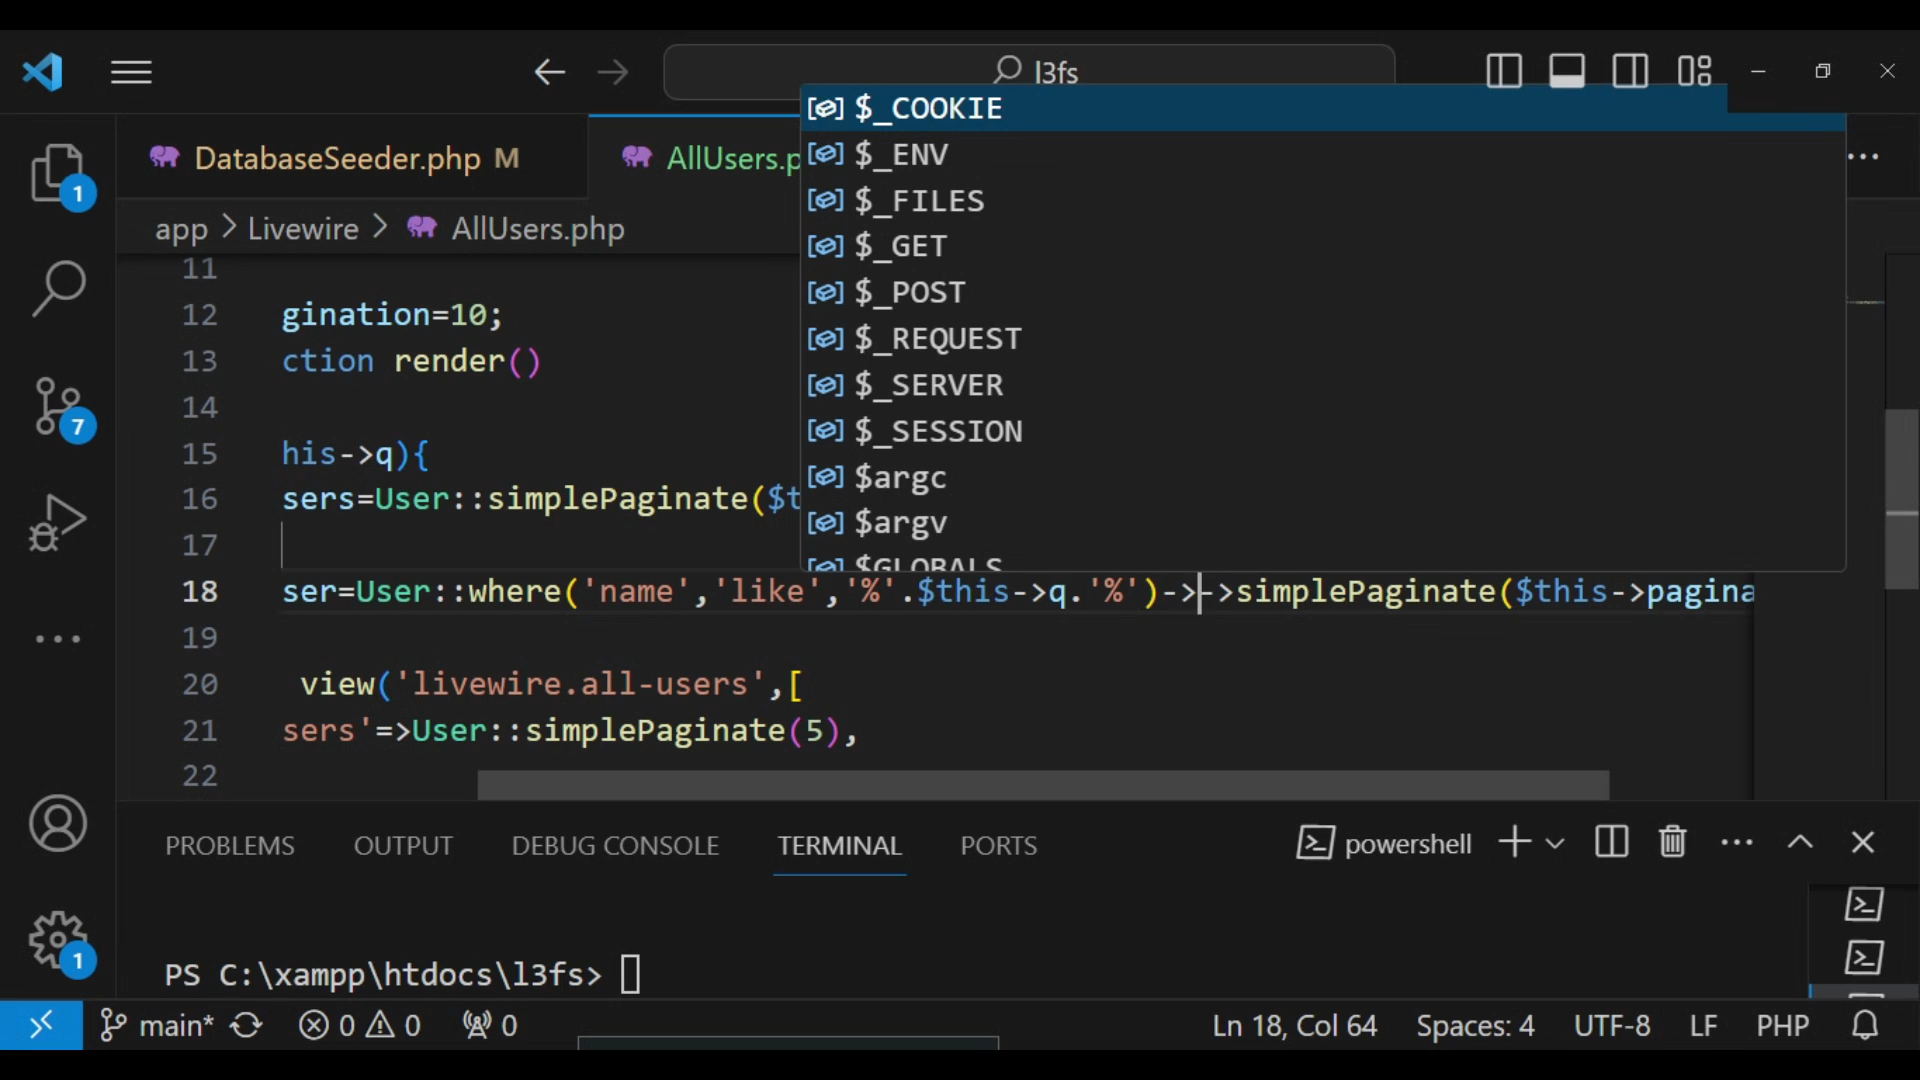 l3fs
DatabaseSeeder.php M
AllUsers.p
app > Livewire > AllUsers.php
$_COOKIE
$_ENV
$_FILES
$_GET
$_POST
$_REQUEST
$_SERVER
$_SESSION
$argc
$argv
$GLOBALS
11
12 gination=10;
13 ction render()
14
15 his->q){
16 sers=User::simplePaginate($t
17
18 ser=User::where('name','like','%'.$this->q.'%')->->simplePaginate($this->pagina
19
20 view('livewire.all-users',[
21 sers'=>User::simplePaginate(5),
22
PROBLEMS OUTPUT DEBUG CONSOLE TERMINAL PORTS powershell
PS C:\xampp\htdocs\l3fs>
main* 0 0 0 Ln 18, Col 64 Spaces: 4 UTF-8 LF PHP
1
7
1